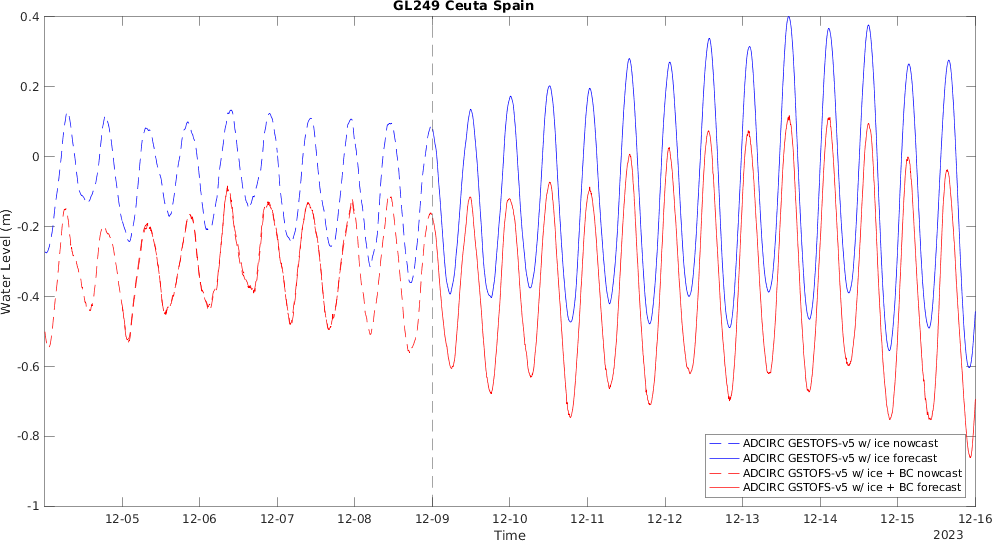 GL249 Ceuta Spain
0.4
0.2
0
-0.2
-0.4
-0.6
-0.8
-1
Water Level (m)
ADCIRC GESTOFS-v5 w/ ice nowcast
ADCIRC GESTOFS-v5 w/ ice forecast
ADCIRC GSTOFS-v5 w/ ice + BC nowcast
ADCIRC GSTOFS-v5 w/ ice + BC forecast
12-05 12-06 12-07 12-08 12-09 12-10 12-11 12-12 12-13 12-14 12-15 12-16
Time
2023